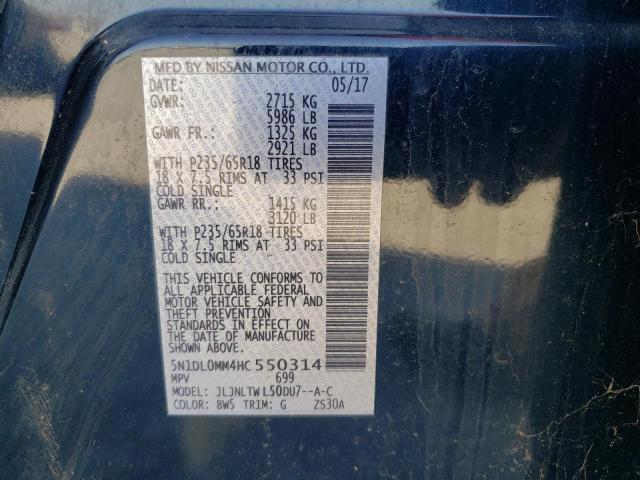 MFD BY NISSAN MOTOR CO., LTD.
DATE: 05/17
GVWR: 2715 KG
5986 LB
GAWR FR.: 1325 KG
2921 LB
WITH P235/65R18 TIRES
18 X 7.5 RIMS AT 33 PSI
COLD SINGLE
GAWR RR.: 1415 KG
3120 LB
WITH P235/65R18 TIRES
18 X 7.5 RIMS AT 33 PSI
COLD SINGLE
THIS VEHICLE CONFORMS TO
ALL APPLICABLE FEDERAL
MOTOR VEHICLE SAFETY AND
THEFT PREVENTION
STANDARDS IN EFFECT ON
THE DATE OF MANUFACTURE
SHOWN ABOVE.
5N1DL0MM4HC 550314
MPV 699
MODEL: JLJNLTW L50DU7--A-C
COLOR: BW5 TRIM: G ZS30A